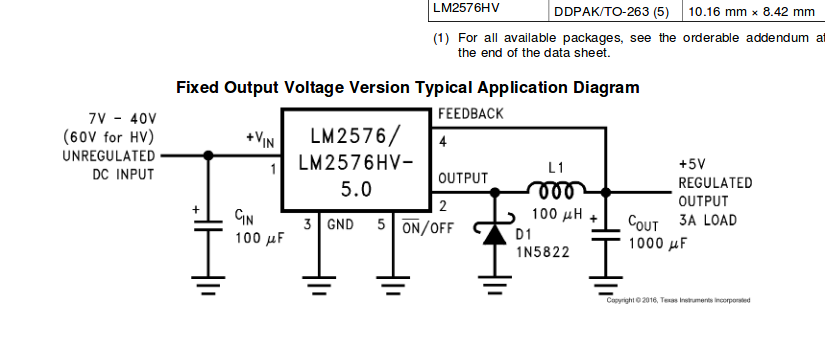 LM2576HV
DDPAK/TO-263 (5)
10.16 mm × 8.42 mm
(1) For all available packages, see the orderable addendum at
the end of the data sheet.
Fixed Output Voltage Version Typical Application Diagram
7V – 40V
(60V for HV)
UNREGULATED
DC INPUT
+VIN
1
LM2576/
LM2576HV-
5.0
FEEDBACK
4
OUTPUT
2
3 GND
5 ON/OFF
+
CIN
100 μF
L1
100 μH
D1
1N5822
+
COUT
1000 μF
+5V
REGULATED
OUTPUT
3A LOAD
Copyright © 2016, Texas Instruments Incorporated